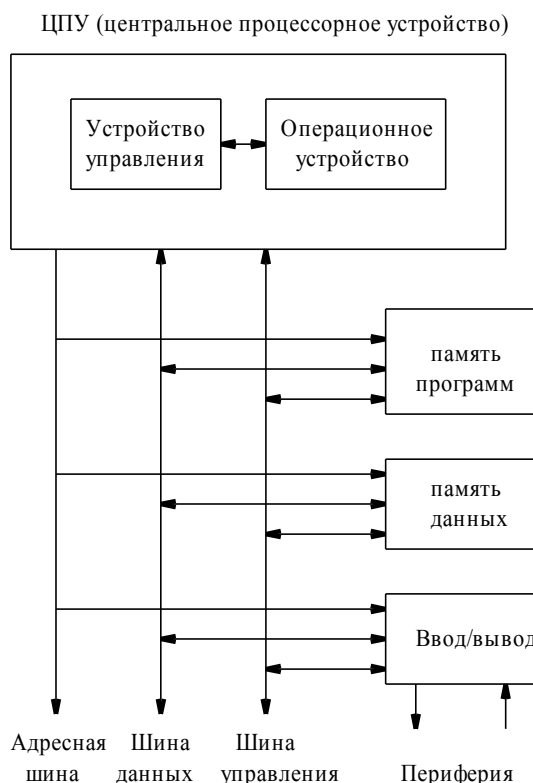 ЦПУ (центральное процессорное устройство)
Устройство
управления
Операционное
устройство
память
программ
память
данных
Ввод/вывод
Адресная
шина
Шина
данных
Шина
управления
Периферия